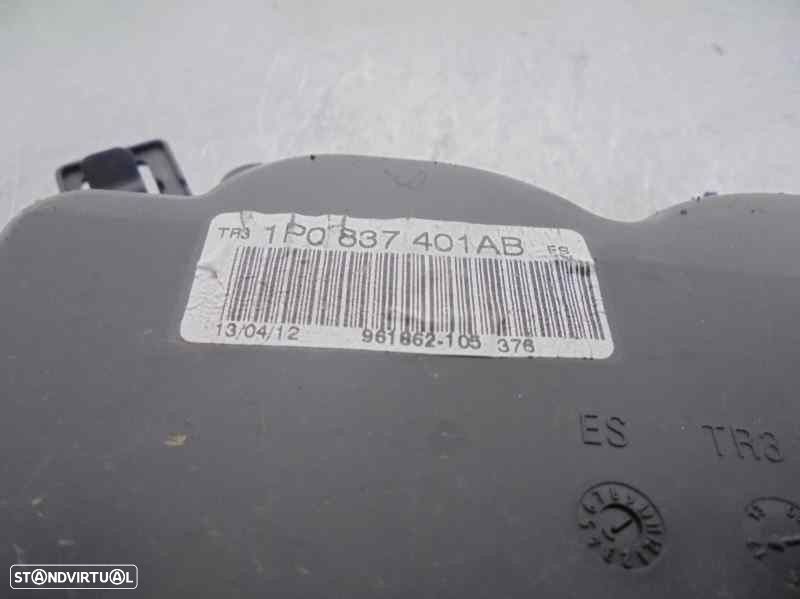 TR3 1P0 837 401AB ES
13/04/12 961862-105 376
ES TR3
STANDVIRTUAL